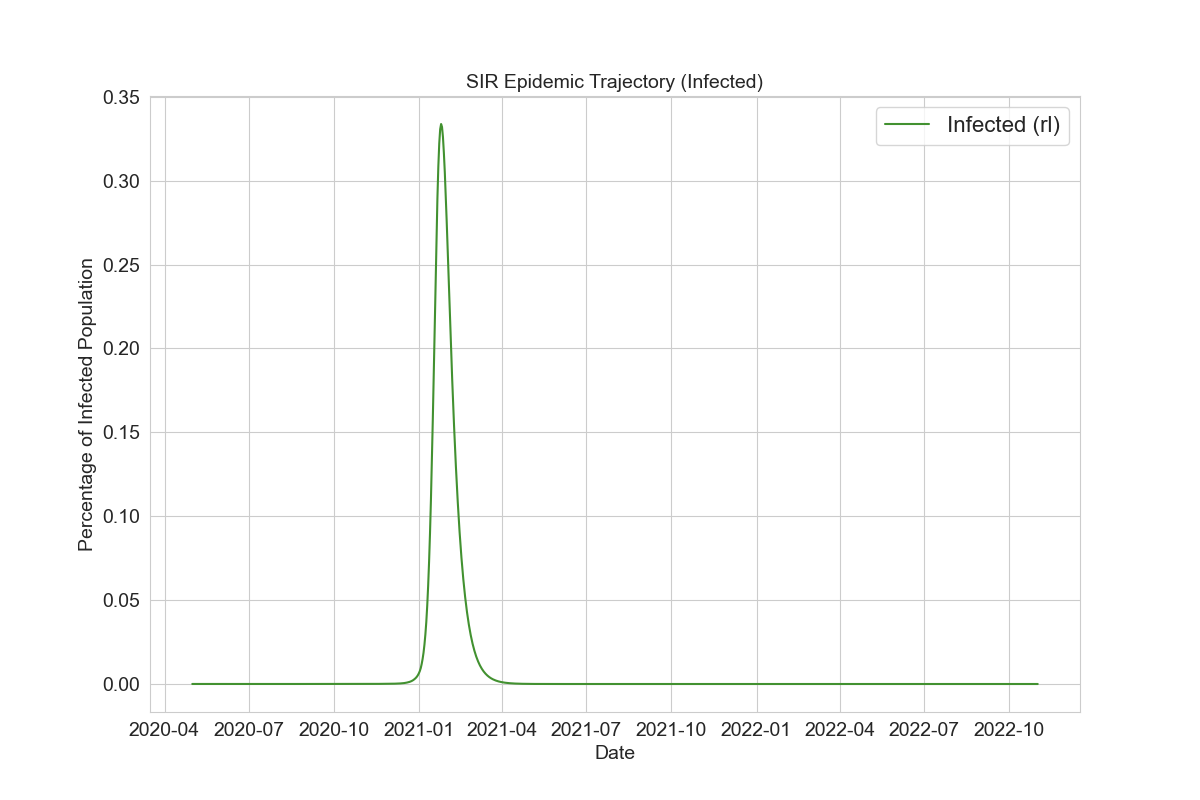 SIR Epidemic Trajectory (Infected)
Infected (rl)
Percentage of Infected Population
0.35
0.30
0.25
0.20
0.15
0.10
0.05
0.00
2020-04 2020-07 2020-10 2021-01 2021-04 2021-07 2021-10 2022-01 2022-04 2022-07 2022-10
Date